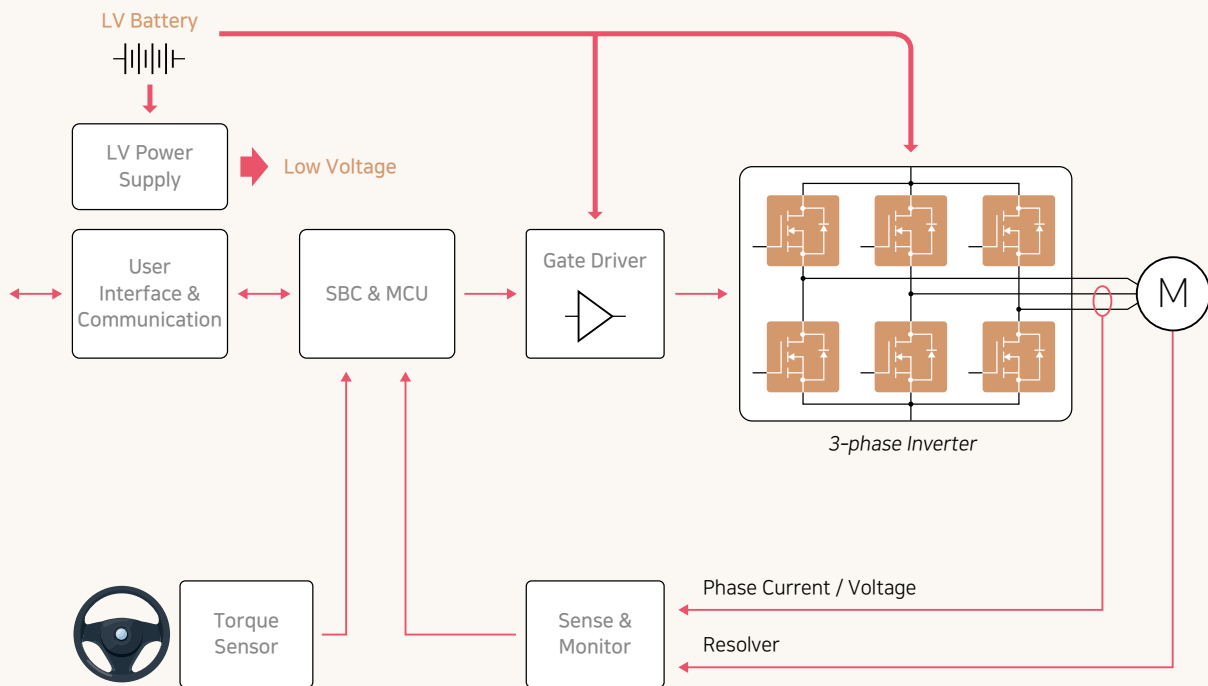 LV Battery
LV Power
Supply
Low Voltage
User
Interface &
Communication
SBC & MCU
Gate Driver
M
3-phase Inverter
Torque
Sensor
Sense &
Monitor
Phase Current / Voltage
Resolver